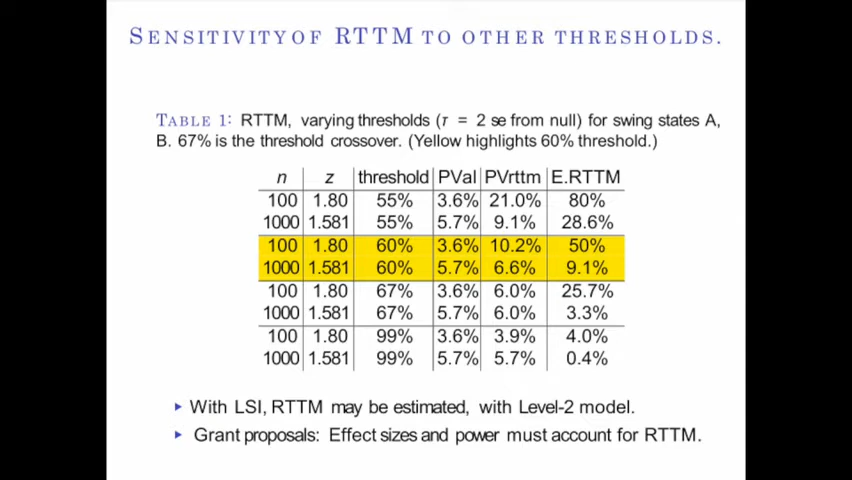 SENSITIVITY OF RTTM TO OTHER THRESHOLDS.
TABLE 1: RTTM, varying thresholds (τ = 2 se from null) for swing states A,
B. 67% is the threshold crossover. (Yellow highlights 60% threshold.)
n z threshold PVal PVrttm E.RTTM
100 1.80 55% 3.6% 21.0% 80%
1000 1.581 55% 5.7% 9.1% 28.6%
100 1.80 60% 3.6% 10.2% 50%
1000 1.581 60% 5.7% 6.6% 9.1%
100 1.80 67% 3.6% 6.0% 25.7%
1000 1.581 67% 5.7% 6.0% 3.3%
100 1.80 99% 3.6% 3.9% 4.0%
1000 1.581 99% 5.7% 5.7% 0.4%
With LSI, RTTM may be estimated, with Level-2 model.
Grant proposals: Effect sizes and power must account for RTTM.